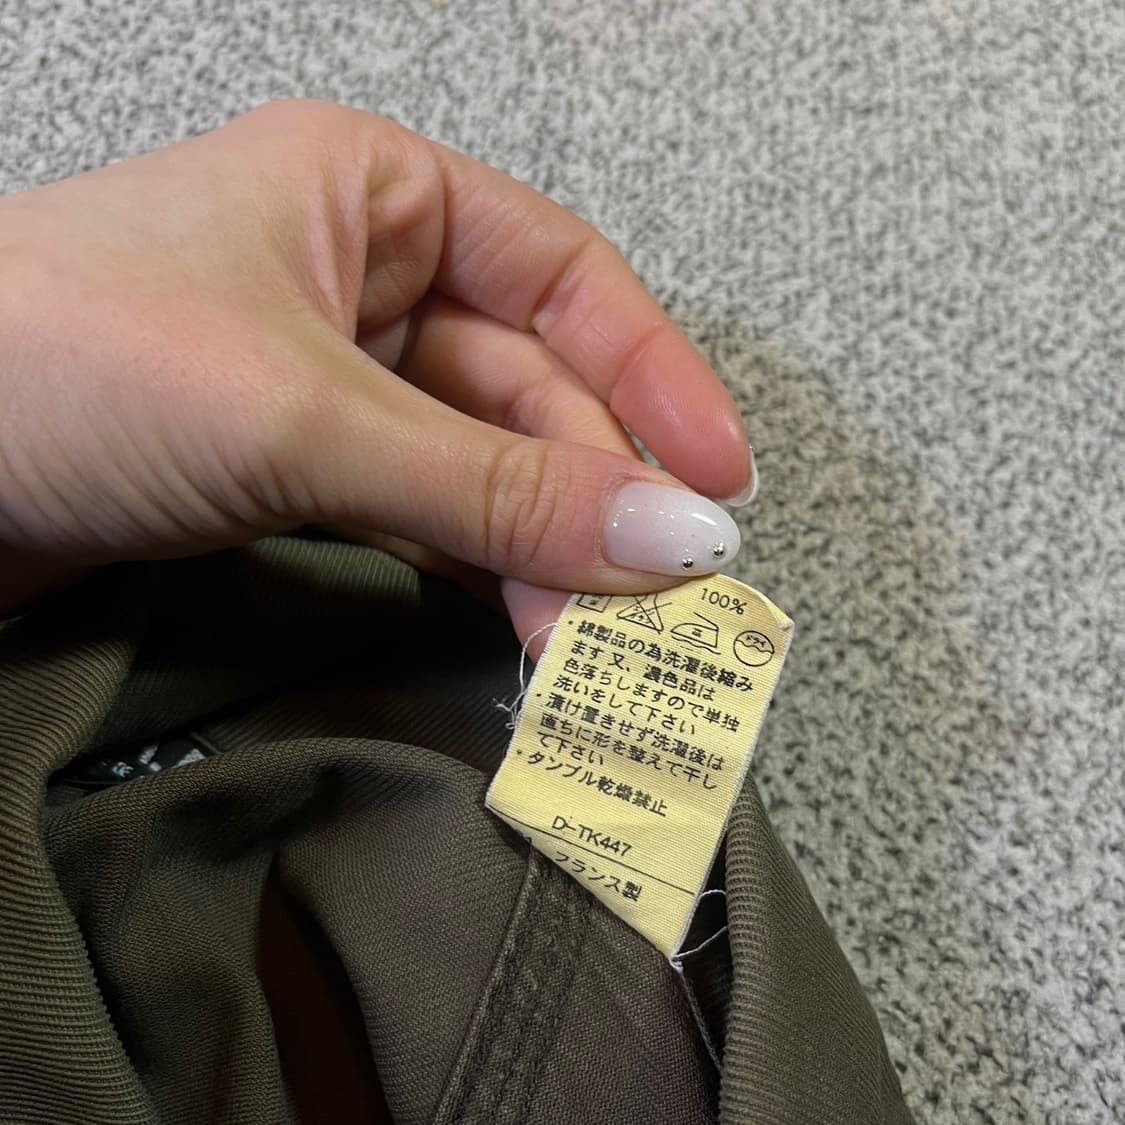 100%
ドライ
・綿製品の為洗濯後縮み
ます又、濃色品は
色落ちしますので単独
洗いをして下さい
・漬け置きせず洗濯後は
直ちに形を整えて干し
て下さい
・タンブル乾燥禁止
D-TK447
フランス製